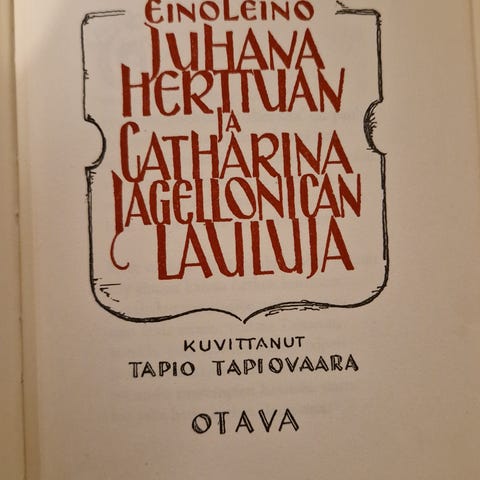 EINO LEINO
JUHANA
HERTTUAN
JA
CATHARINA
JAGELLONICAN
LAULUJA
KUVITTANUT
TAPIO TAPIOVAARA
OTAVA